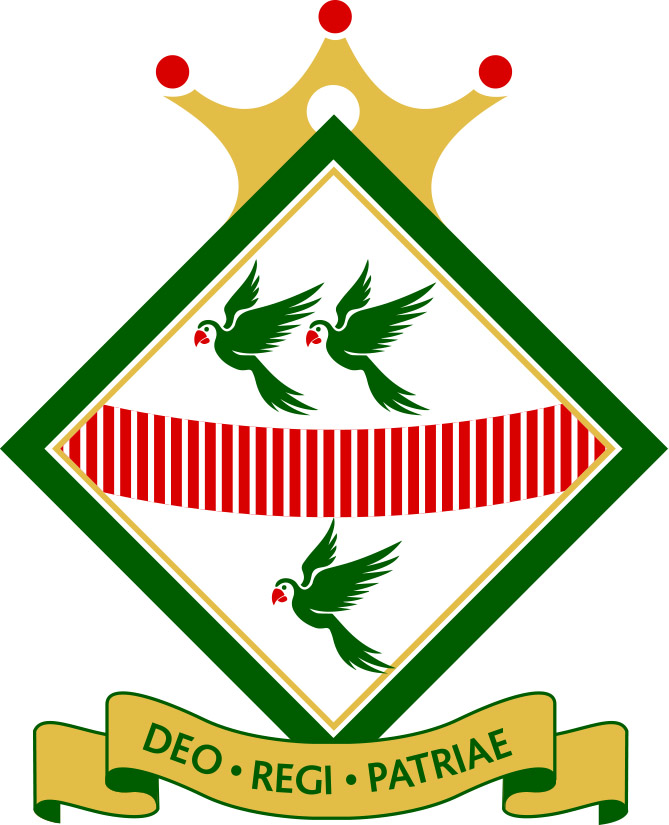 DEO • REGI • PATRIAE